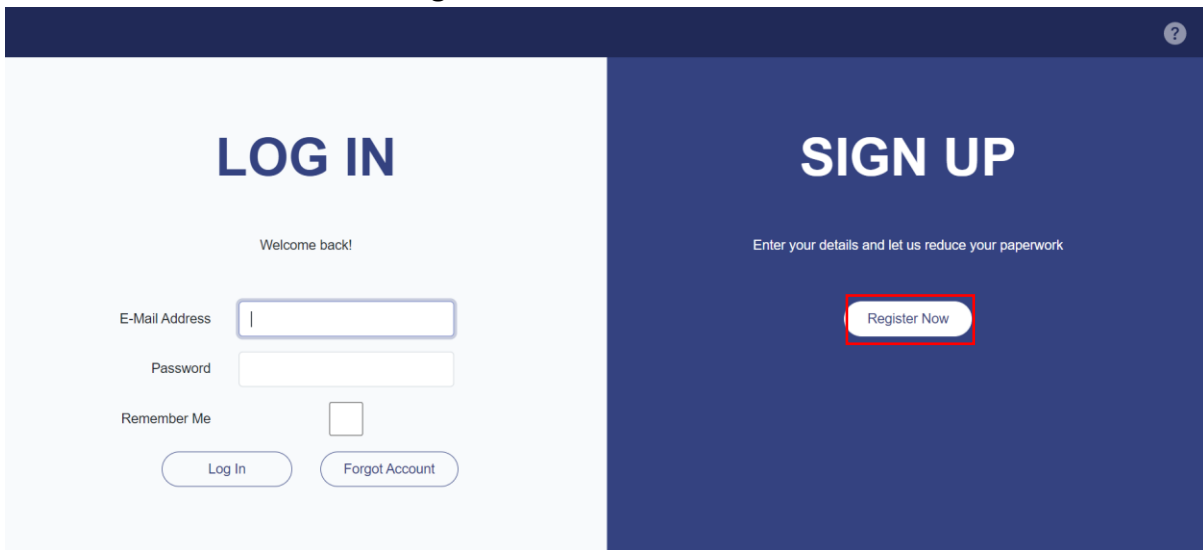 ?
LOG IN
Welcome back!
E-Mail Address
Password
Remember Me
Log In Forgot Account
SIGN UP
Enter your details and let us reduce your paperwork
Register Now